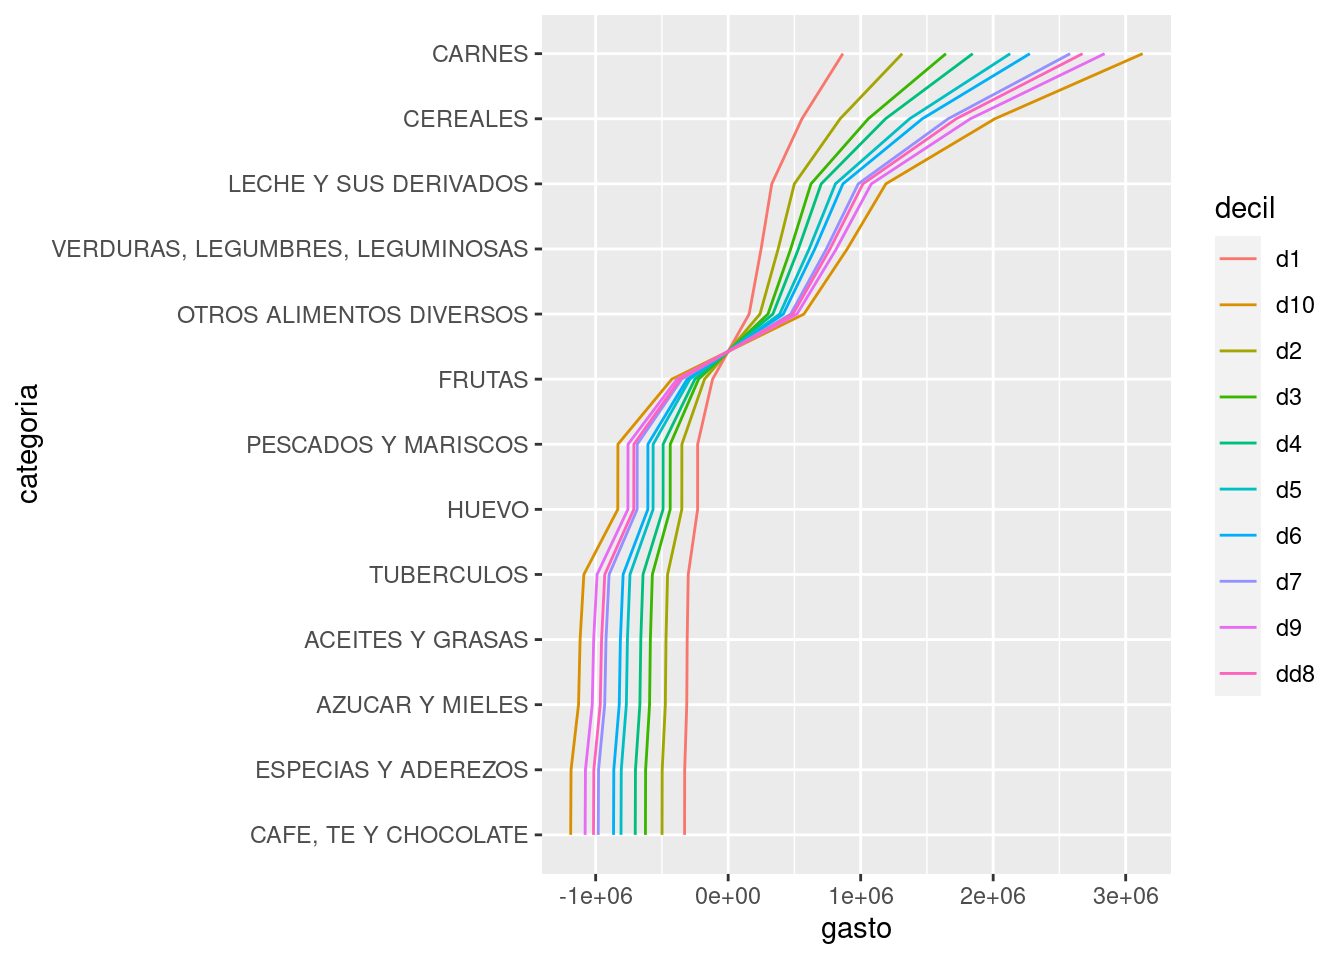 CARNES
CEREALES
LECHE Y SUS DERIVADOS
VERDURAS, LEGUMBRES, LEGUMINOSAS
OTROS ALIMENTOS DIVERSOS
FRUTAS
PESCADOS Y MARISCOS
HUEVO
TUBERCULOS
ACEITES Y GRASAS
AZUCAR Y MIELES
ESPECIAS Y ADEREZOS
CAFE, TE Y CHOCOLATE
categoria
-1e+06 0e+00 1e+06 2e+06 3e+06
gasto
decil
d1
d10
d2
d3
d4
d5
d6
d7
d9
dd8